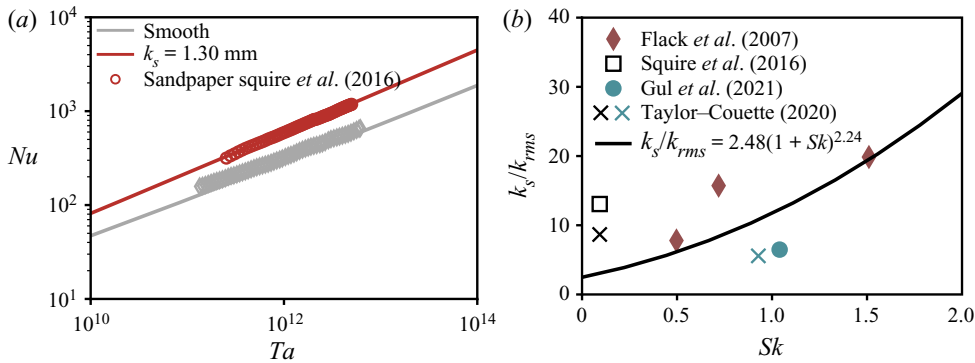 (a)
10^4
Smooth
k_s = 1.30 mm
Sandpaper squire et al. (2016)
10^3
Nu
10^2
10^1
10^10
10^12
10^14
Ta
(b)
40
Flack et al. (2007)
Squire et al. (2016)
30
Gul et al. (2021)
Taylor–Couette (2020)
k_s/k_rms = 2.48(1 + Sk)^2.24
k_s/k_rms
20
10
0
0
0.5
1.0
1.5
2.0
Sk